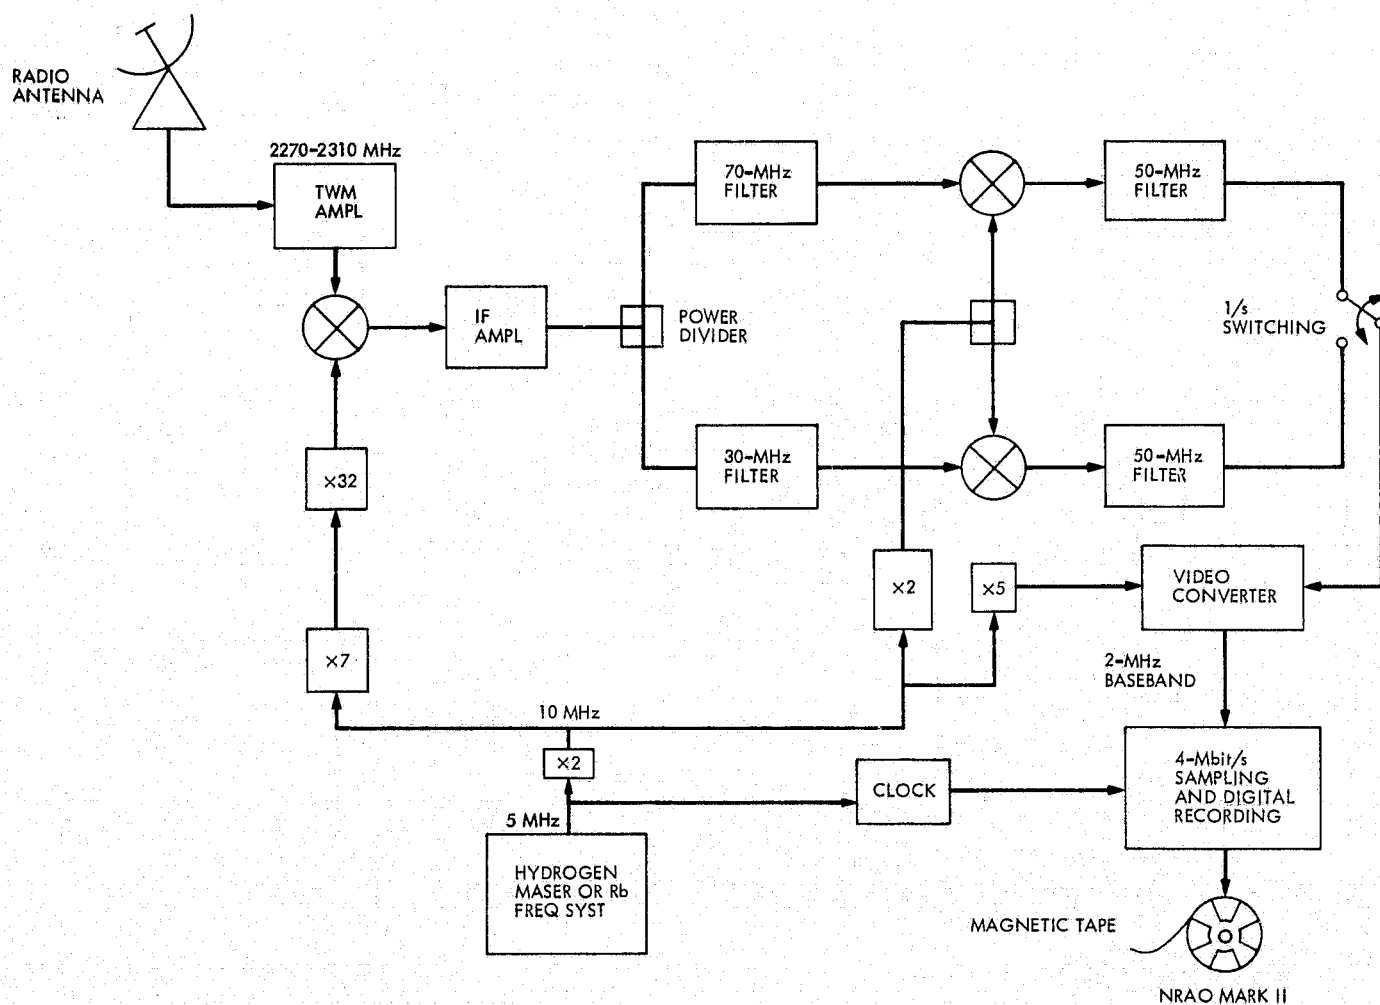 RADIO
ANTENNA
2270-2310 MHz
TWM
AMPL
70-MHz
FILTER
50-MHz
FILTER
IF
AMPL
POWER
DIVIDER
1/s
SWITCHING
×32
30-MHz
FILTER
50-MHz
FILTER
×2
×5
VIDEO
CONVERTER
×7
2-MHz
BASEBAND
10 MHz
×2
CLOCK
4-Mbit/s
SAMPLING
AND DIGITAL
RECORDING
5 MHz
HYDROGEN
MASER OR Rb
FREQ SYST
MAGNETIC TAPE
NRAO MARK II